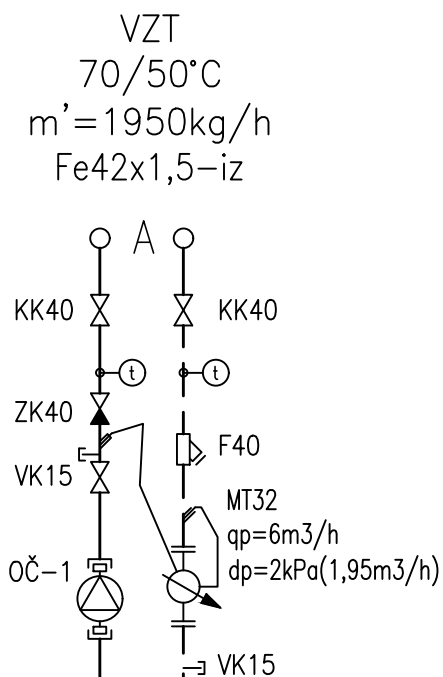 VZT
70/50°C
m'=1950kg/h
Fe42x1,5-iz
A
KK40
KK40
t
t
ZK40
F40
VK15
MT32
qp=6m3/h
dp=2kPa(1,95m3/h)
OČ-1
VK15